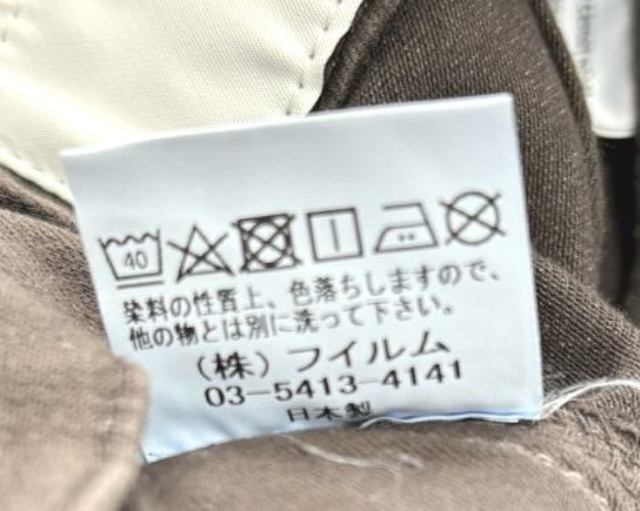 40
染料の性質上、色落ちしますので、
他の物とは別に洗って下さい。
(株) フイルム
03-5413-4141
日本製